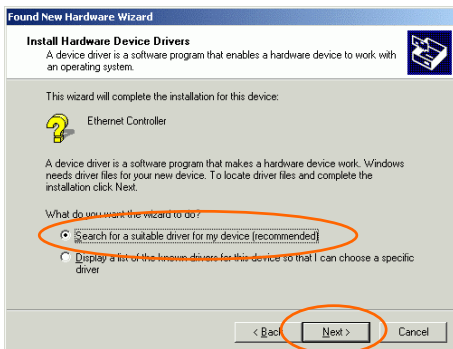 Found New Hardware Wizard
Install Hardware Device Drivers
A device driver is a software program that enables a hardware device to work with
an operating system.
This wizard will complete the installation for this device:
Ethernet Controller
A device driver is a software program that makes a hardware device work. Windows
needs driver files for your new device. To locate driver files and complete the
installation click Next.
What do you want the wizard to do?
Search for a suitable driver for my device (recommended)
Display a list of the known drivers for this device so that I can choose a specific
driver
< Back
Next >
Cancel